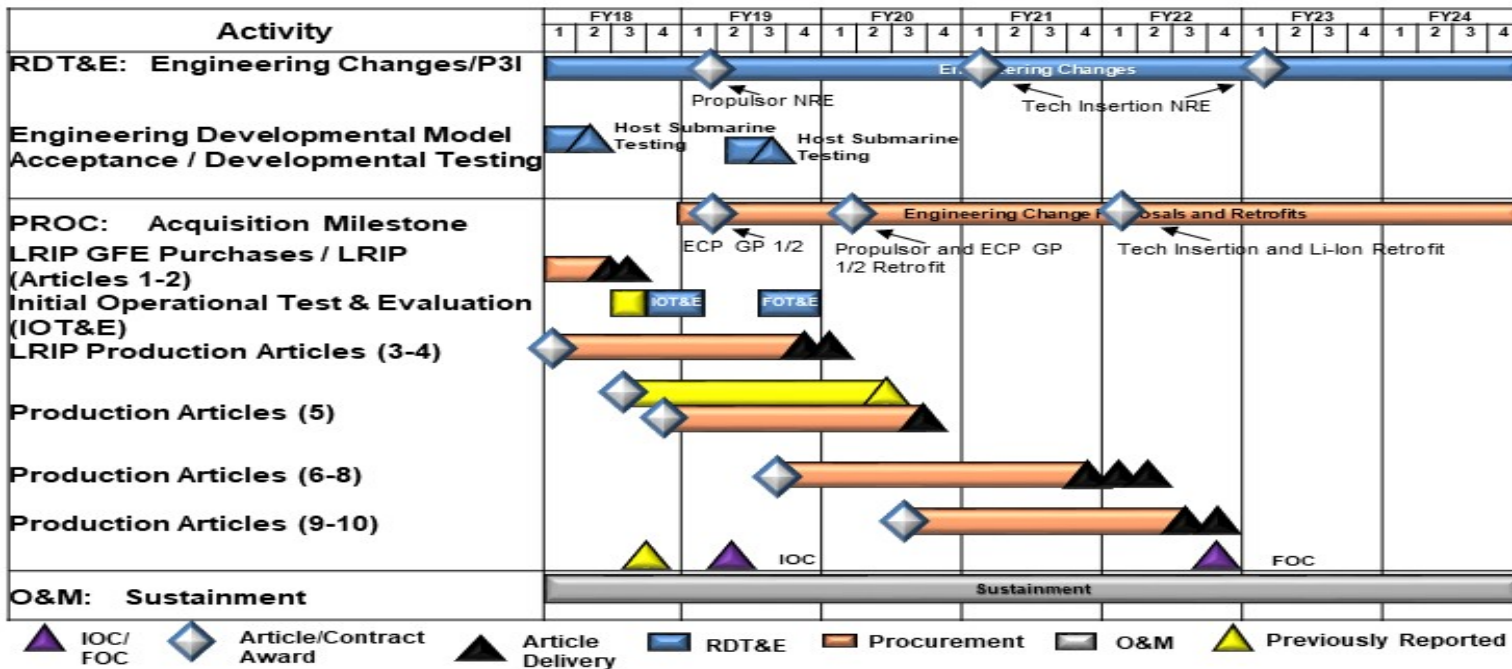 Activity
FY18 FY19 FY20 FY21 FY22 FY23 FY24
1 2 3 4 1 2 3 4 1 2 3 4 1 2 3 4 1 2 3 4 1 2 3 4 1 2 3 4
RDT&E: Engineering Changes/P3I
Engineering Changes
Propulsor NRE
Tech Insertion NRE
Engineering Developmental Model
Acceptance / Developmental Testing
Host Submarine
Testing
Host Submarine
Testing
PROC: Acquisition Milestone
Engineering Change Proposals and Retrofits
ECP GP 1/2
Propulsor and ECP GP
1/2 Retrofit
Tech Insertion and Li-Ion Retrofit
LRIP GFE Purchases / LRIP
(Articles 1-2)
Initial Operational Test & Evaluation
(IOT&E)
IOT&E
FOT&E
LRIP Production Articles (3-4)
Production Articles (5)
Production Articles (6-8)
Production Articles (9-10)
IOC
FOC
O&M: Sustainment
Sustainment
IOC/
FOC
Article/Contract
Award
Article
Delivery
RDT&E
Procurement
O&M
Previously Reported